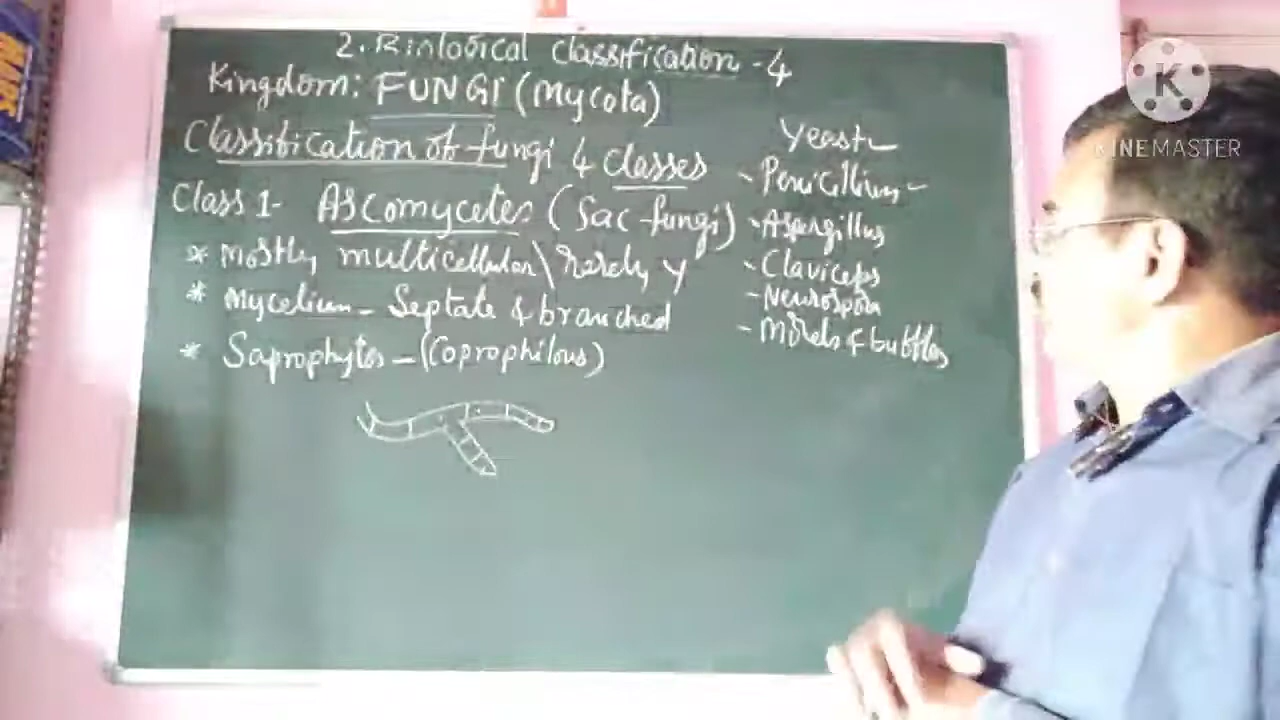 2. Biological classification - 4
Kingdom: FUNGI (Mycota)
Classification of fungi 4 classes
Class 1- Ascomycetes (Sac-fungi)
* Mostly multicellular \ rarely y
* Mycelium - Septate & branched
* Saprophytes - (Coprophilous)
Yeast
- Penicillium -
- Aspergillus
- Claviceps
- Neurospora
- Morels & buffles
K
KINEMASTER